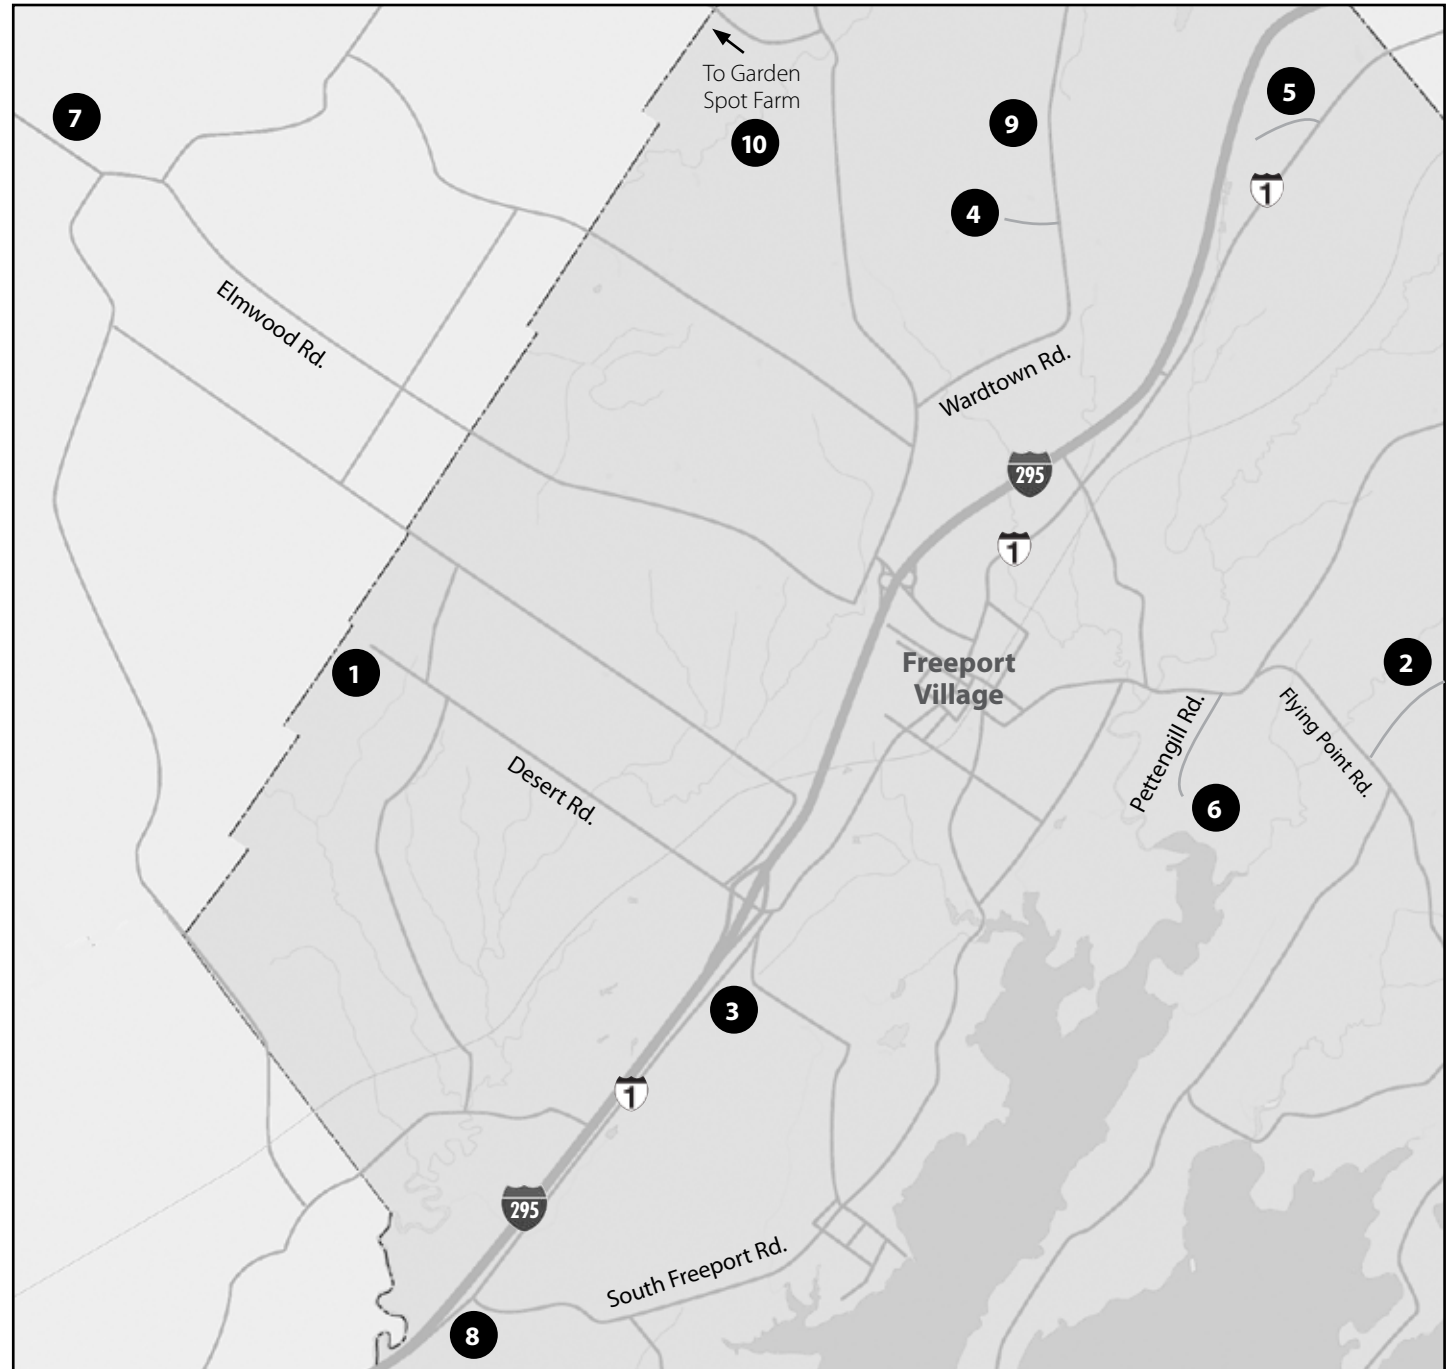 To Garden
Spot Farm
7
5
9
10
1
4
Elmwood Rd.
Wardtown Rd.
295
1
Freeport
Village
2
1
Pettengill Rd.
Flying Point Rd.
Desert Rd.
6
3
1
295
South Freeport Rd.
8